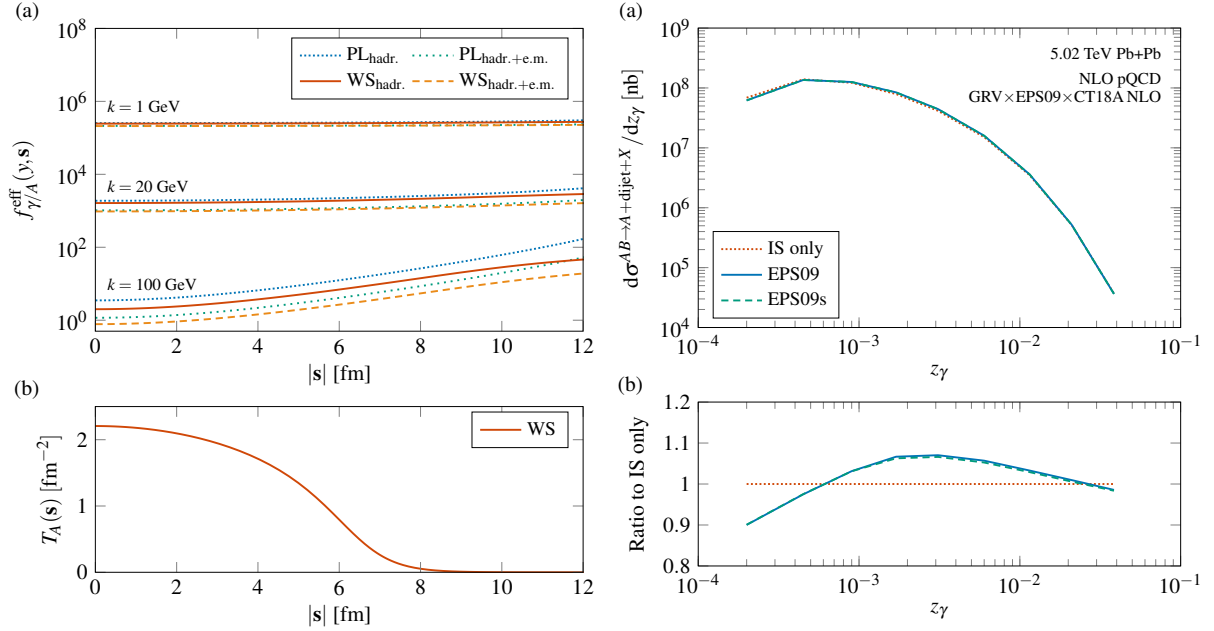 (a)
10^8
10^6
10^4
10^2
10^0
f^eff_γ/A(y,s)
PL_hadr.
PL_hadr.+e.m.
WS_hadr.
WS_hadr.+e.m.
k = 1 GeV
k = 20 GeV
k = 100 GeV
0 2 4 6 8 10 12
|s| [fm]
(b)
2
1
0
T_A(s) [fm^−2]
WS
0 2 4 6 8 10 12
|s| [fm]
(a)
10^9
10^8
10^7
10^6
10^5
10^4
dσ^AB→A+dijet+X/dz_γ [nb]
5.02 TeV Pb+Pb
NLO pQCD
GRV×EPS09×CT18A NLO
IS only
EPS09
EPS09s
10^−4 10^−3 10^−2 10^−1
z_γ
(b)
1.2
1.1
1
0.9
0.8
Ratio to IS only
10^−4 10^−3 10^−2 10^−1
z_γ